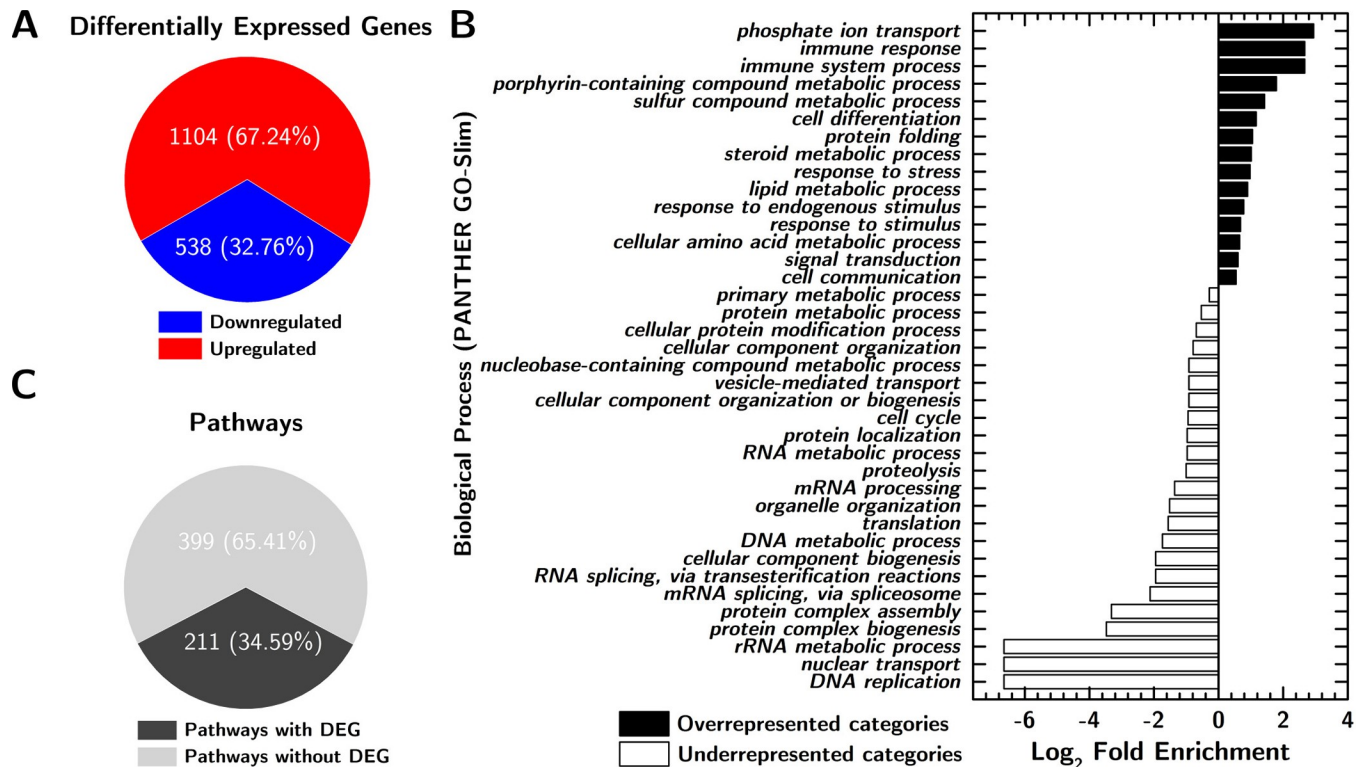 A
Differentially Expressed Genes
1104 (67.24%)
538 (32.76%)
Downregulated
Upregulated
C
Pathways
399 (65.41%)
211 (34.59%)
Pathways with DEG
Pathways without DEG
B
Biological Process (PANTHER GO-Slim)
phosphate ion transport
immune response
immune system process
porphyrin-containing compound metabolic process
sulfur compound metabolic process
cell differentiation
protein folding
steroid metabolic process
response to stress
lipid metabolic process
response to endogenous stimulus
response to stimulus
cellular amino acid metabolic process
signal transduction
cell communication
primary metabolic process
protein metabolic process
cellular protein modification process
cellular component organization
nucleobase-containing compound metabolic process
vesicle-mediated transport
cellular component organization or biogenesis
cell cycle
protein localization
RNA metabolic process
proteolysis
mRNA processing
organelle organization
translation
DNA metabolic process
cellular component biogenesis
RNA splicing, via transesterification reactions
mRNA splicing, via spliceosome
protein complex assembly
protein complex biogenesis
rRNA metabolic process
nuclear transport
DNA replication
-6 -4 -2 0 2 4
Log2 Fold Enrichment
Overrepresented categories
Underrepresented categories